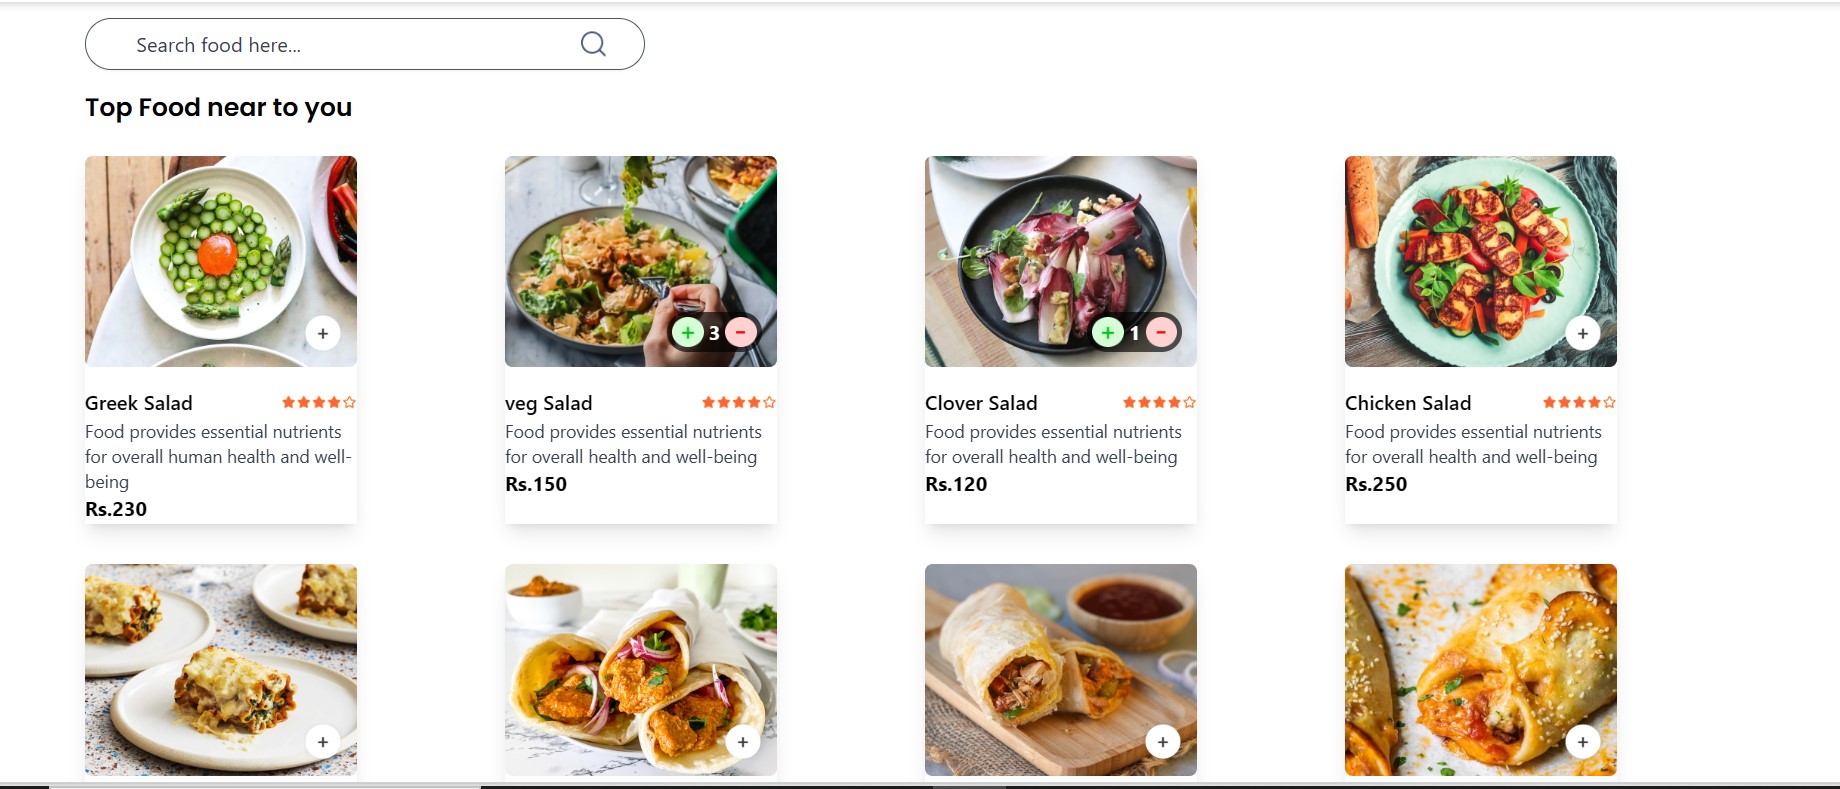 Search food here...
Top Food near to you
+
+ 3 -
+ 1 -
+
Greek Salad
Food provides essential nutrients
for overall human health and well-
being
Rs.230
veg Salad
Food provides essential nutrients
for overall health and well-being
Rs.150
Clover Salad
Food provides essential nutrients
for overall health and well-being
Rs.120
Chicken Salad
Food provides essential nutrients
for overall health and well-being
Rs.250
+
+
+
+